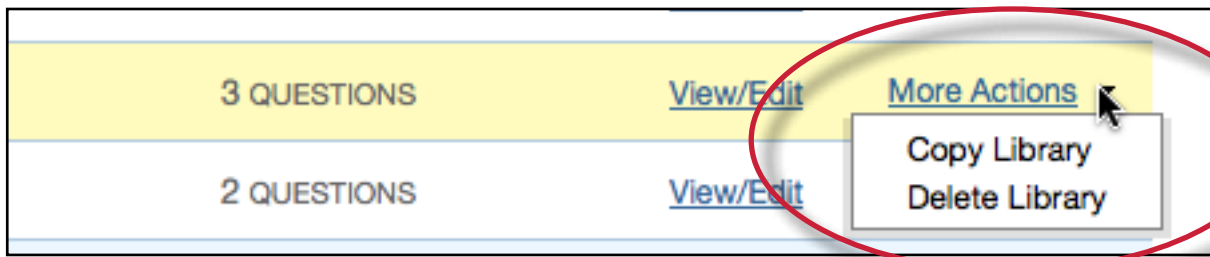 3 QUESTIONS View/Edit More Actions
Copy Library
2 QUESTIONS View/Edit Delete Library